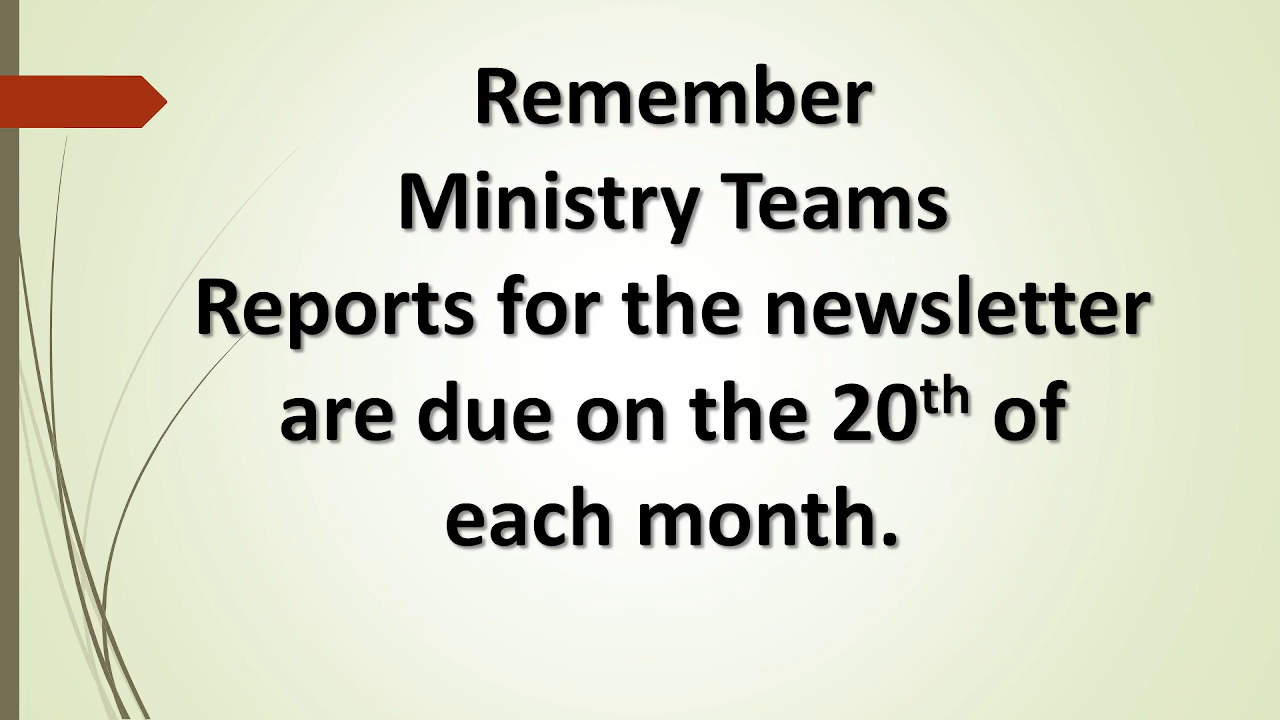 Remember
Ministry Teams
Reports for the newsletter
are due on the 20th of
each month.